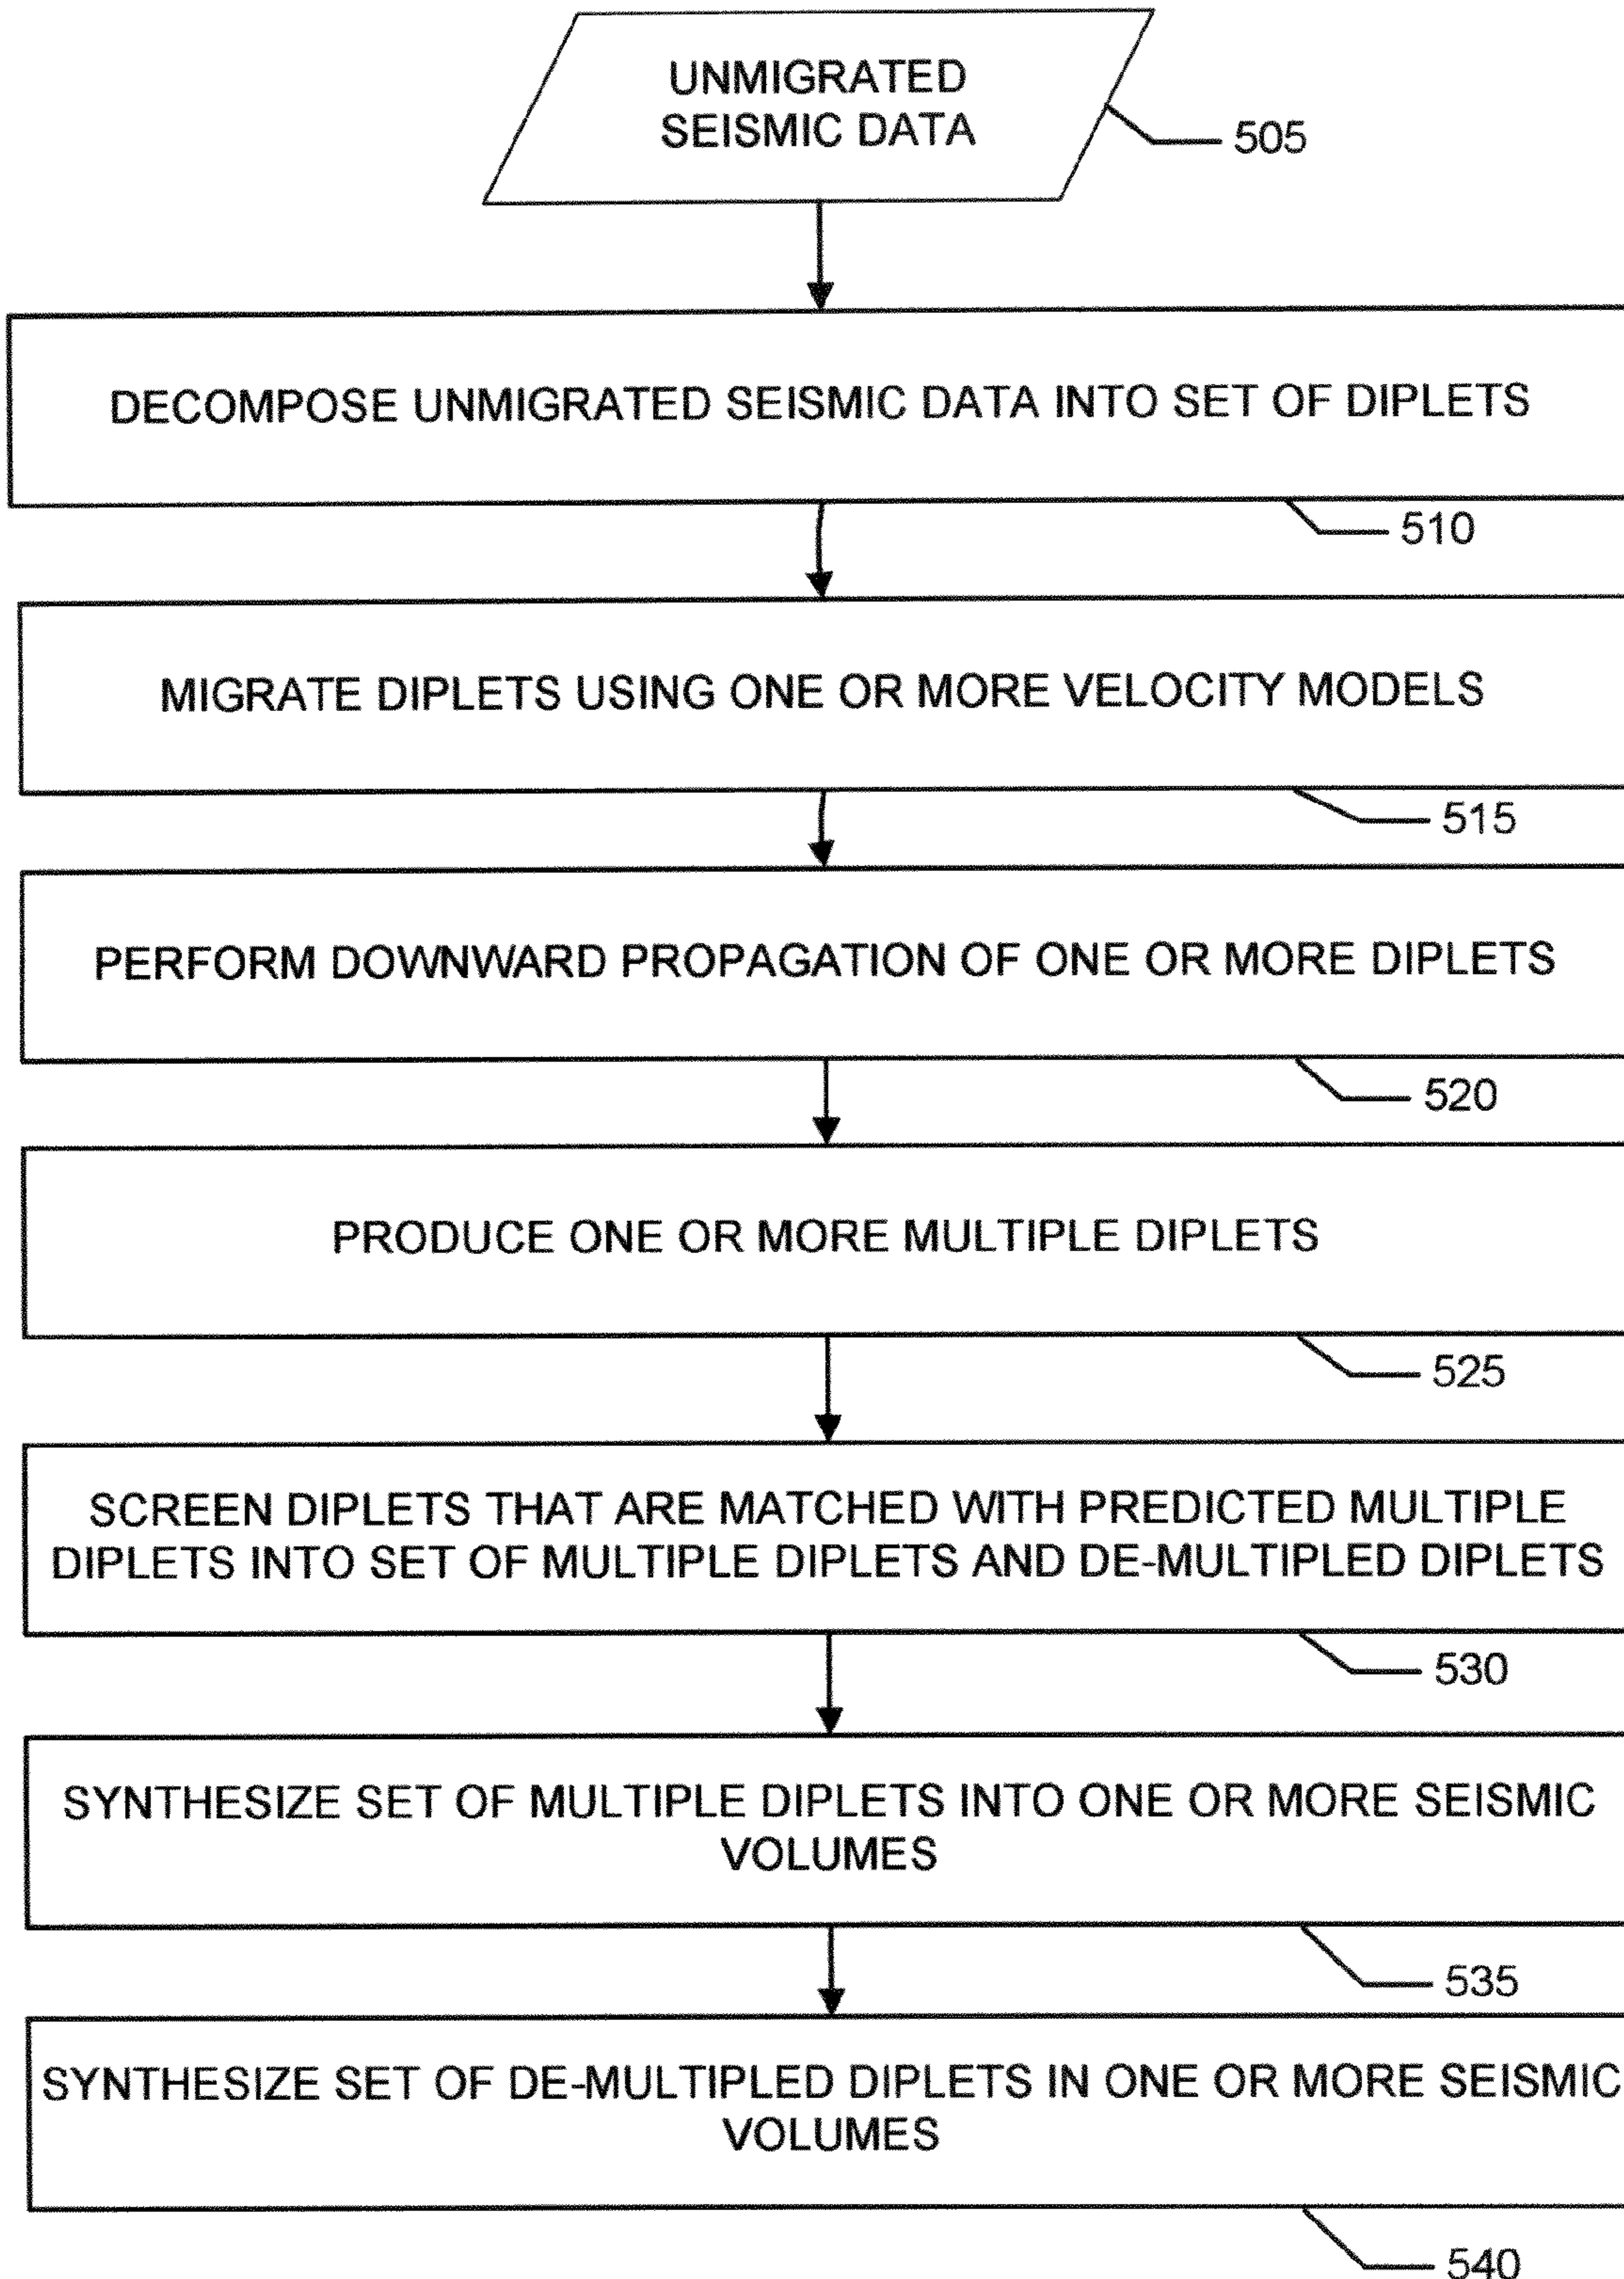 UNMIGRATED
SEISMIC DATA
505
DECOMPOSE UNMIGRATED SEISMIC DATA INTO SET OF DIPLETS
510
MIGRATE DIPLETS USING ONE OR MORE VELOCITY MODELS
515
PERFORM DOWNWARD PROPAGATION OF ONE OR MORE DIPLETS
520
PRODUCE ONE OR MORE MULTIPLE DIPLETS
525
SCREEN DIPLETS THAT ARE MATCHED WITH PREDICTED MULTIPLE
DIPLETS INTO SET OF MULTIPLE DIPLETS AND DE-MULTIPLED DIPLETS
530
SYNTHESIZE SET OF MULTIPLE DIPLETS INTO ONE OR MORE SEISMIC
VOLUMES
535
SYNTHESIZE SET OF DE-MULTIPLED DIPLETS IN ONE OR MORE SEISMIC
VOLUMES
540